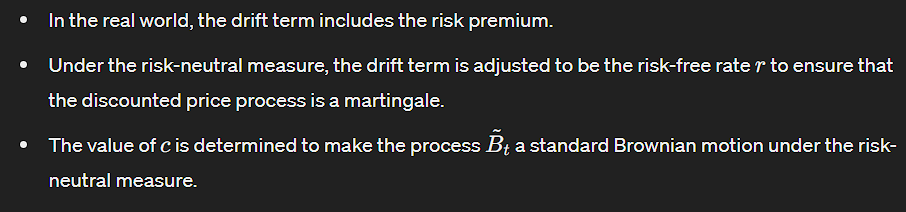 • In the real world, the drift term includes the risk premium.
• Under the risk-neutral measure, the drift term is adjusted to be the risk-free rate r to ensure that
the discounted price process is a martingale.
• The value of c is determined to make the process B̃ₜ a standard Brownian motion under the risk-
neutral measure.